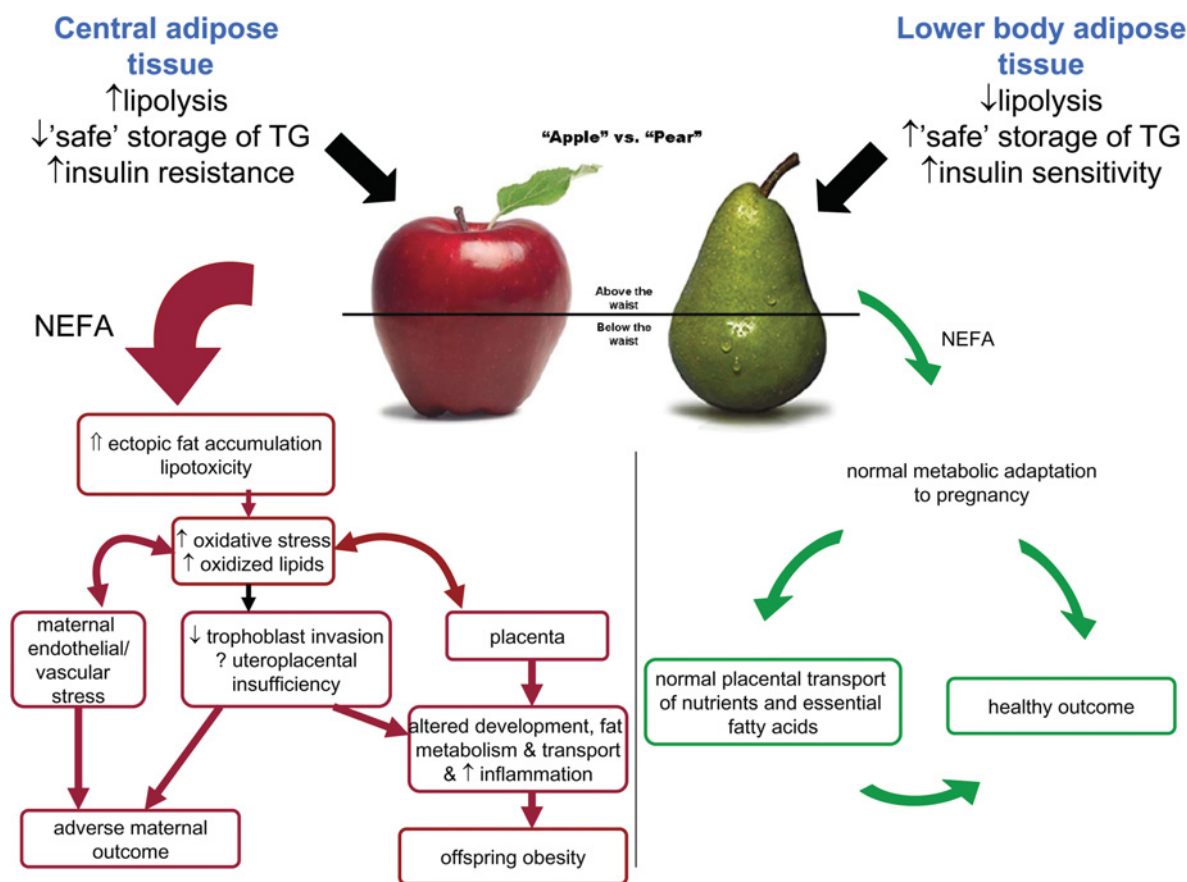 Central adipose
tissue
↑lipolysis
↓'safe' storage of TG
↑insulin resistance
Lower body adipose
tissue
↓lipolysis
↑'safe' storage of TG
↑insulin sensitivity
“Apple” vs. “Pear”
Above the
waist
Below the
waist
NEFA
NEFA
⇑ ectopic fat accumulation
lipotoxicity
↑ oxidative stress
↑ oxidized lipids
maternal
endothelial/
vascular
stress
↓ trophoblast invasion
? uteroplacental
insufficiency
placenta
altered development, fat
metabolism & transport
& ↑ inflammation
adverse maternal
outcome
offspring obesity
normal metabolic adaptation
to pregnancy
normal placental transport
of nutrients and essential
fatty acids
healthy outcome